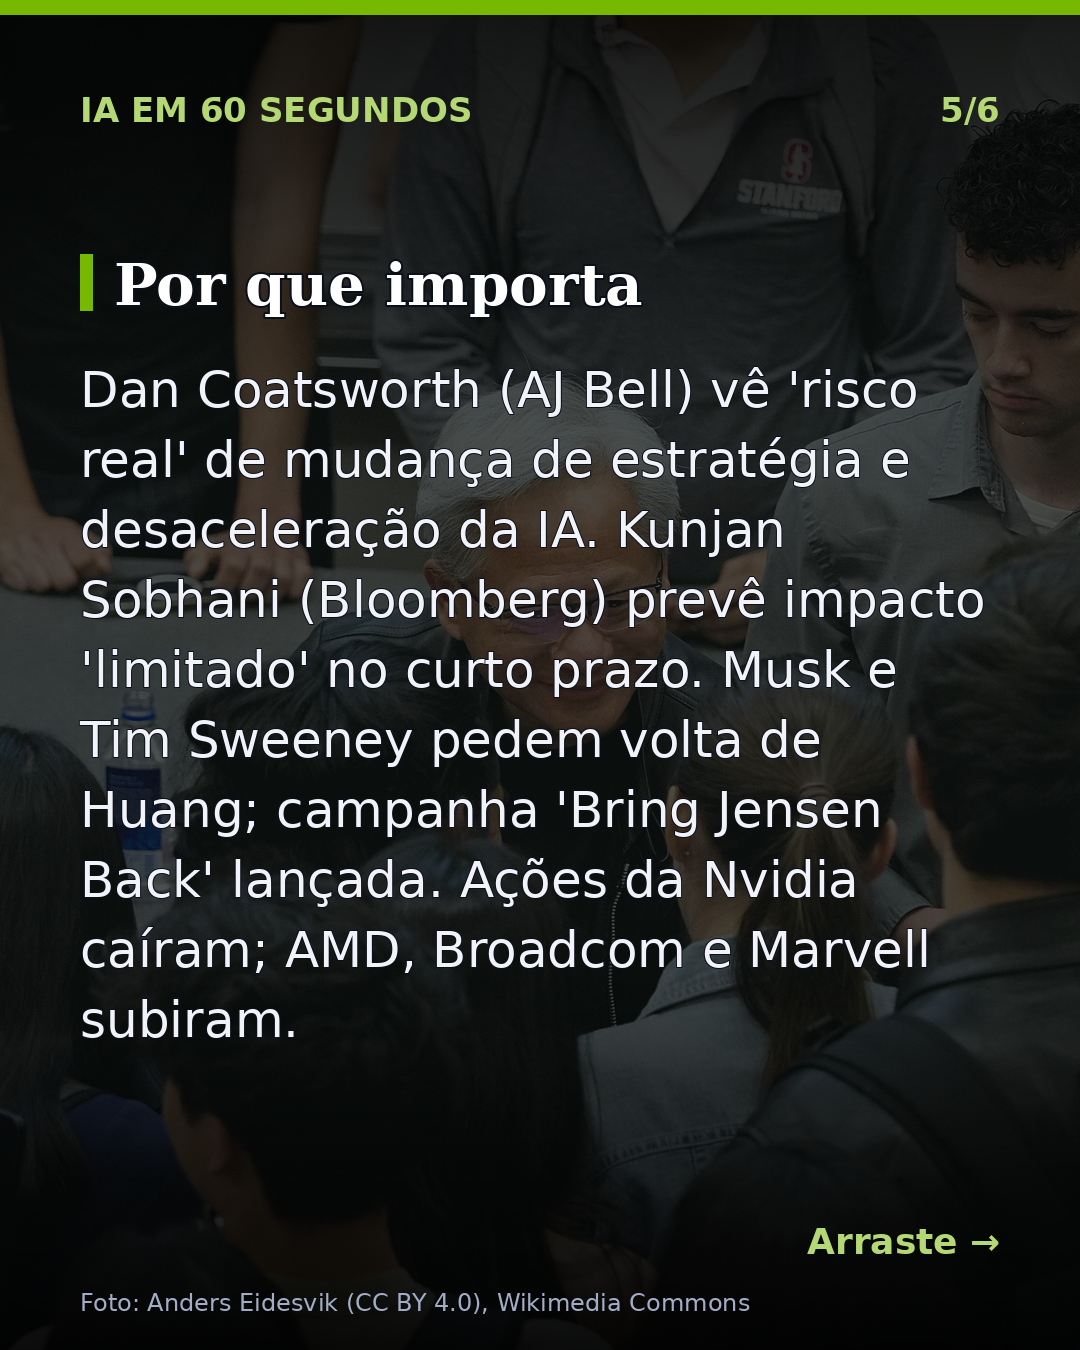 IA EM 60 SEGUNDOS
5/6
STANFORD
Por que importa
Dan Coatsworth (AJ Bell) vê 'risco
real' de mudança de estratégia e
desaceleração da IA. Kunjan
Sobhani (Bloomberg) prevê impacto
'limitado' no curto prazo. Musk e
Tim Sweeney pedem volta de
Huang; campanha 'Bring Jensen
Back' lançada. Ações da Nvidia
caíram; AMD, Broadcom e Marvell
subiram.
Arraste →
Foto: Anders Eidesvik (CC BY 4.0), Wikimedia Commons